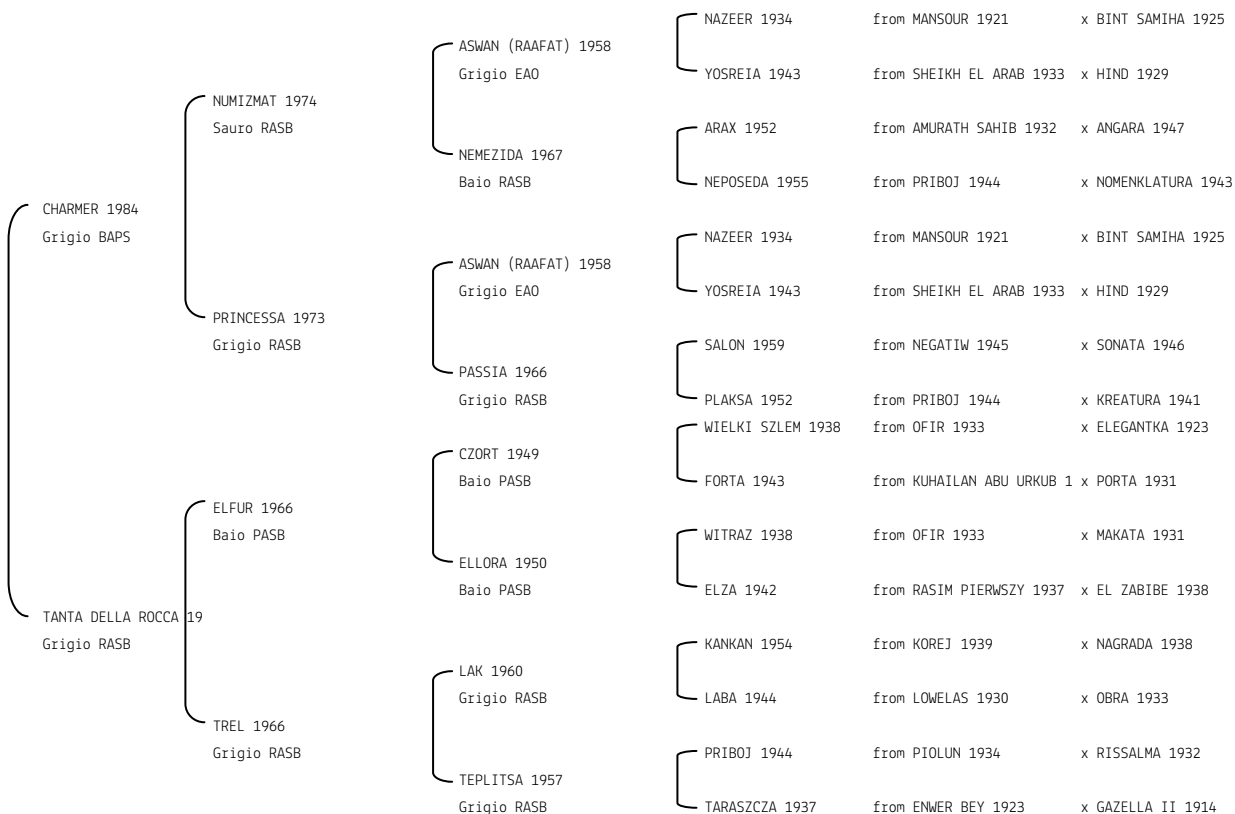 NAZEER 1934 from MANSOUR 1921 x BINT SAMIHA 1925
ASWAN (RAAFAT) 1958
Grigio EAO YOSREIA 1943 from SHEIKH EL ARAB 1933 x HIND 1929
NUMIZMAT 1974
Sauro RASB ARAX 1952 from AMURATH SAHIB 1932 x ANGARA 1947
NEMEZIDA 1967
Baio RASB NEPOSEDA 1955 from PRIBOJ 1944 x NOMENKLATURA 1943
CHARMER 1984
Grigio BAPS NAZEER 1934 from MANSOUR 1921 x BINT SAMIHA 1925
ASWAN (RAAFAT) 1958
Grigio EAO YOSREIA 1943 from SHEIKH EL ARAB 1933 x HIND 1929
PRINCESSA 1973
Grigio RASB SALON 1959 from NEGATIW 1945 x SONATA 1946
PASSIA 1966
Grigio RASB PLAKSA 1952 from PRIBOJ 1944 x KREATURA 1941
WIELKI SZLEM 1938 from OFIR 1933 x ELEGANTKA 1923
CZORT 1949
Baio PASB FORTA 1943 from KUHAILAN ABU URKUB 1 x PORTA 1931
ELFUR 1966
Baio PASB WITRAZ 1938 from OFIR 1933 x MAKATA 1931
ELLORA 1950
Baio PASB ELZA 1942 from RASIM PIERWSZY 1937 x EL ZABIBE 1938
TANTA DELLA ROCCA 19
Grigio RASB KANKAN 1954 from KOREJ 1939 x NAGRADA 1938
LAK 1960
Grigio RASB LABA 1944 from LOWELAS 1930 x OBRA 1933
TREL 1966
Grigio RASB PRIBOJ 1944 from PIOLUN 1934 x RISSALMA 1932
TEPLITSA 1957
Grigio RASB TARASZCZA 1937 from ENWER BEY 1923 x GAZELLA II 1914